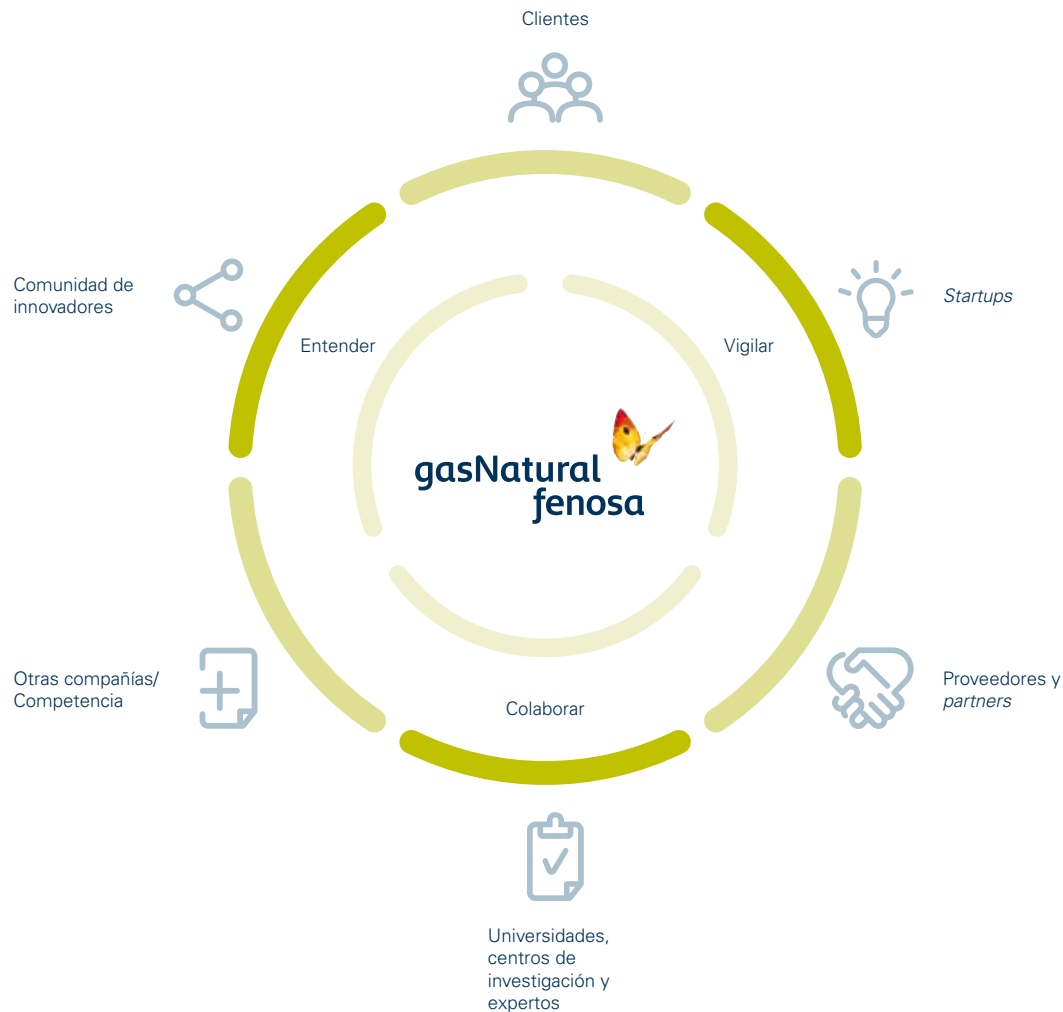 Clientes
Comunidad de
innovadores
Startups
Entender
Vigilar
gasNatural
fenosa
Otras compañías/
Competencia
Proveedores y
partners
Colaborar
Universidades,
centros de
investigación y
expertos